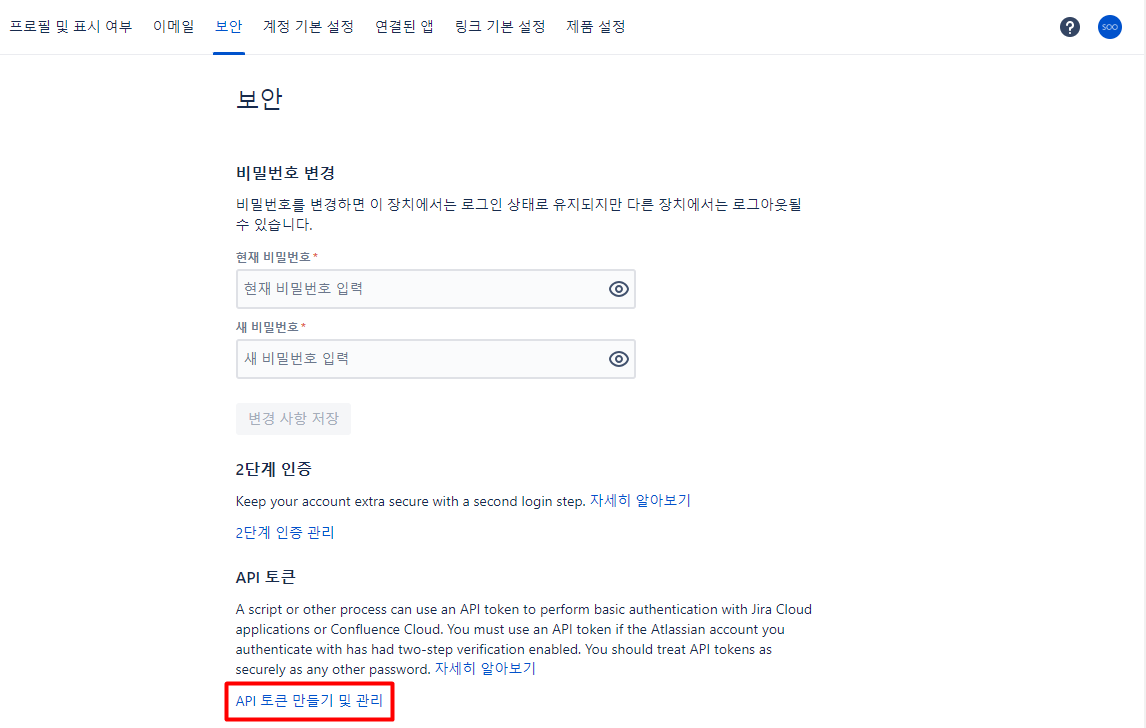 프로필 및 표시 여부 이메일 보안 계정 기본 설정 연결된 앱 링크 기본 설정 제품 설정 ? SOO
보안
비밀번호 변경
비밀번호를 변경하면 이 장치에서는 로그인 상태로 유지되지만 다른 장치에서는 로그아웃될
수 있습니다.
현재 비밀번호*
현재 비밀번호 입력
새 비밀번호*
새 비밀번호 입력
변경 사항 저장
2단계 인증
Keep your account extra secure with a second login step. 자세히 알아보기
2단계 인증 관리
API 토큰
A script or other process can use an API token to perform basic authentication with Jira Cloud
applications or Confluence Cloud. You must use an API token if the Atlassian account you
authenticate with has had two-step verification enabled. You should treat API tokens as
securely as any other password. 자세히 알아보기
API 토큰 만들기 및 관리